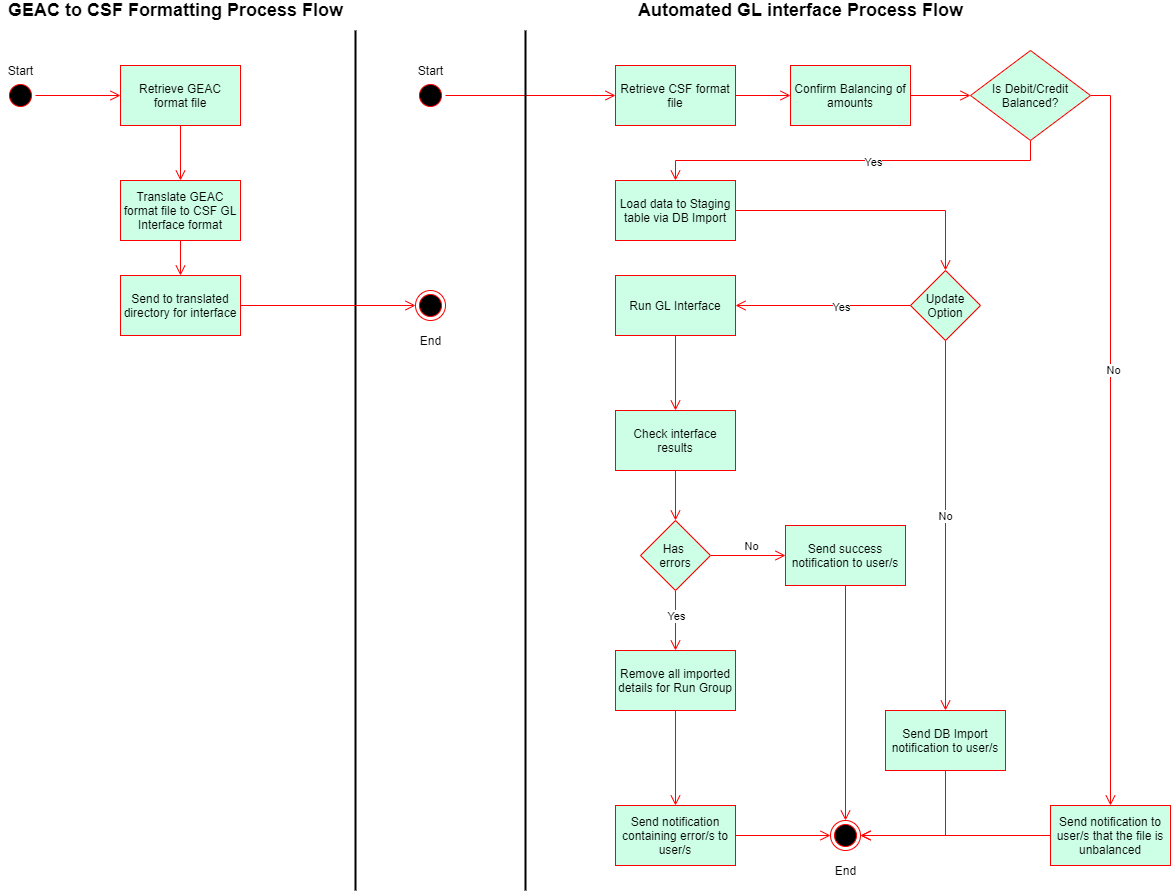 GEAC to CSF Formatting Process Flow
Automated GL interface Process Flow
Start
Retrieve GEAC
format file
Translate GEAC
format file to CSF GL
Interface format
Send to translated
directory for interface
Start
End
Retrieve CSF format
file
Confirm Balancing of
amounts
Is Debit/Credit
Balanced?
Yes
Load data to Staging
table via DB Import
Update
Option
Yes
Run GL Interface
No
Check interface
results
Has
errors
No
Send success
notification to user/s
No
Yes
Remove all imported
details for Run Group
Send DB Import
notification to user/s
Send notification
containing error/s to
user/s
End
Send notification to
user/s that the file is
unbalanced